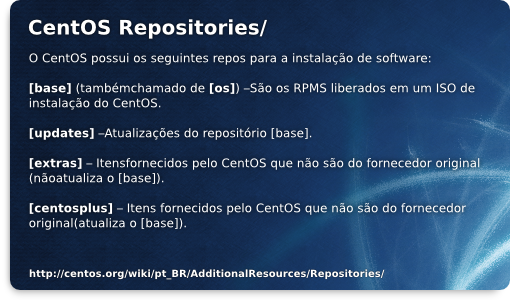 CentOS Repositories/
O CentOS possui os seguintes repos para a instalação de software:
[base] (tambémchamado de [os]) –São os RPMS liberados em um ISO de
instalação do CentOS.
[updates] –Atualizações do repositório [base].
[extras] – Itensfornecidos pelo CentOS que não são do fornecedor original
(nãoatualiza o [base]).
[centosplus] – Itens fornecidos pelo CentOS que não são do fornecedor
original(atualiza o [base]).
http://centos.org/wiki/pt_BR/AdditionalResources/Repositories/